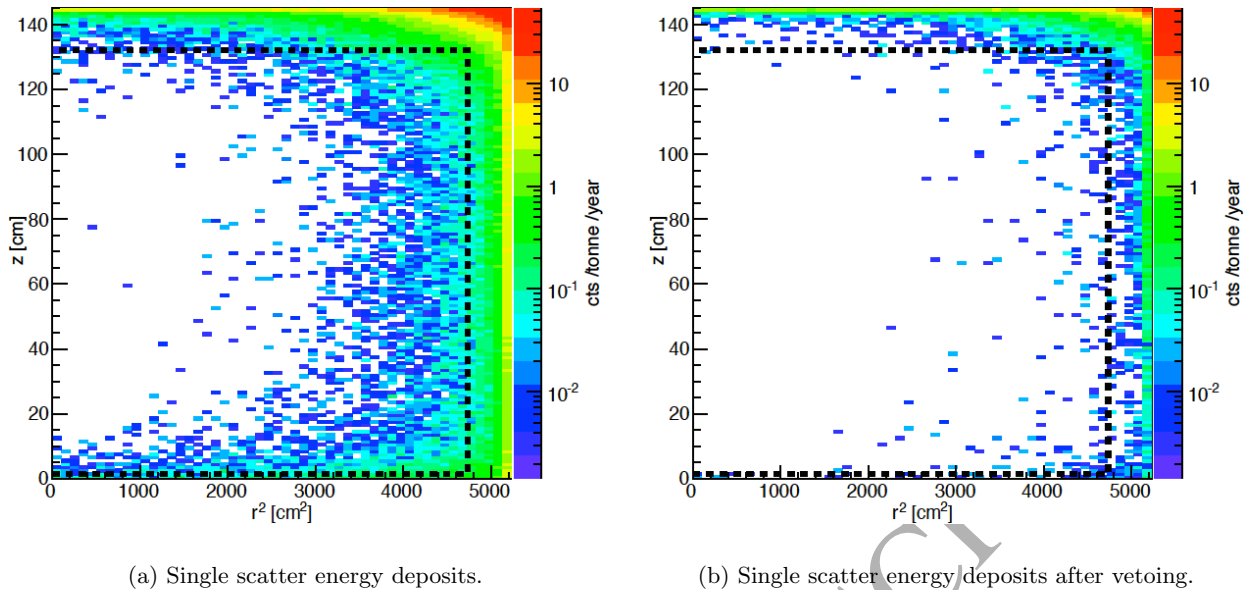 140
120
100
80
60
40
20
0
z [cm]
0 1000 2000 3000 4000 5000
r² [cm²]
10
1
10⁻¹
10⁻²
cts /tonne /year
140
120
100
80
60
40
20
0
z [cm]
0 1000 2000 3000 4000 5000
r² [cm²]
10
1
10⁻¹
10⁻²
cts /tonne /year
(a) Single scatter energy deposits.
(b) Single scatter energy deposits after vetoing.